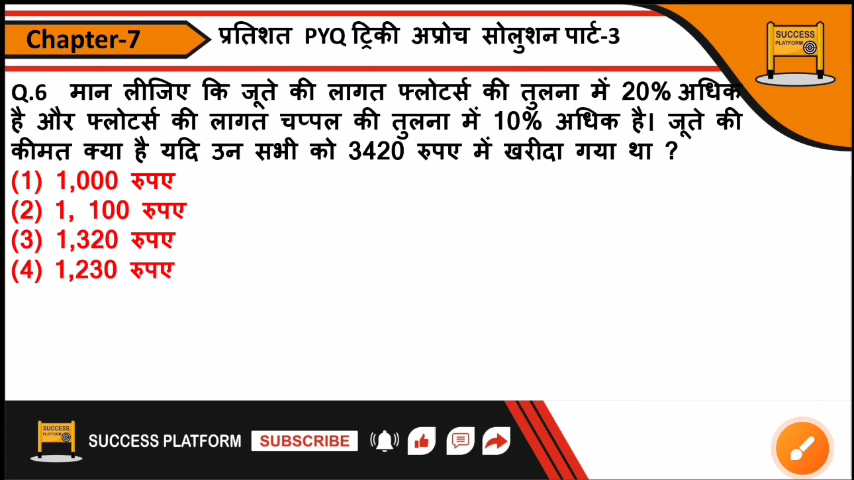 Chapter-7
प्रतिशत PYQ ट्रिकी अप्रोच सोलुशन पार्ट-3
SUCCESS
PLATFORM
Q.6 मान लीजिए कि जूते की लागत फ्लोटर्स की तुलना में 20% अधिक
है और फ्लोटर्स की लागत चप्पल की तुलना में 10% अधिक है। जूते की
कीमत क्या है यदि उन सभी को 3420 रुपए में खरीदा गया था ?
(1) 1,000 रुपए
(2) 1, 100 रुपए
(3) 1,320 रुपए
(4) 1,230 रुपए
SUCCESS
PLATFORM
SUCCESS PLATFORM
SUBSCRIBE